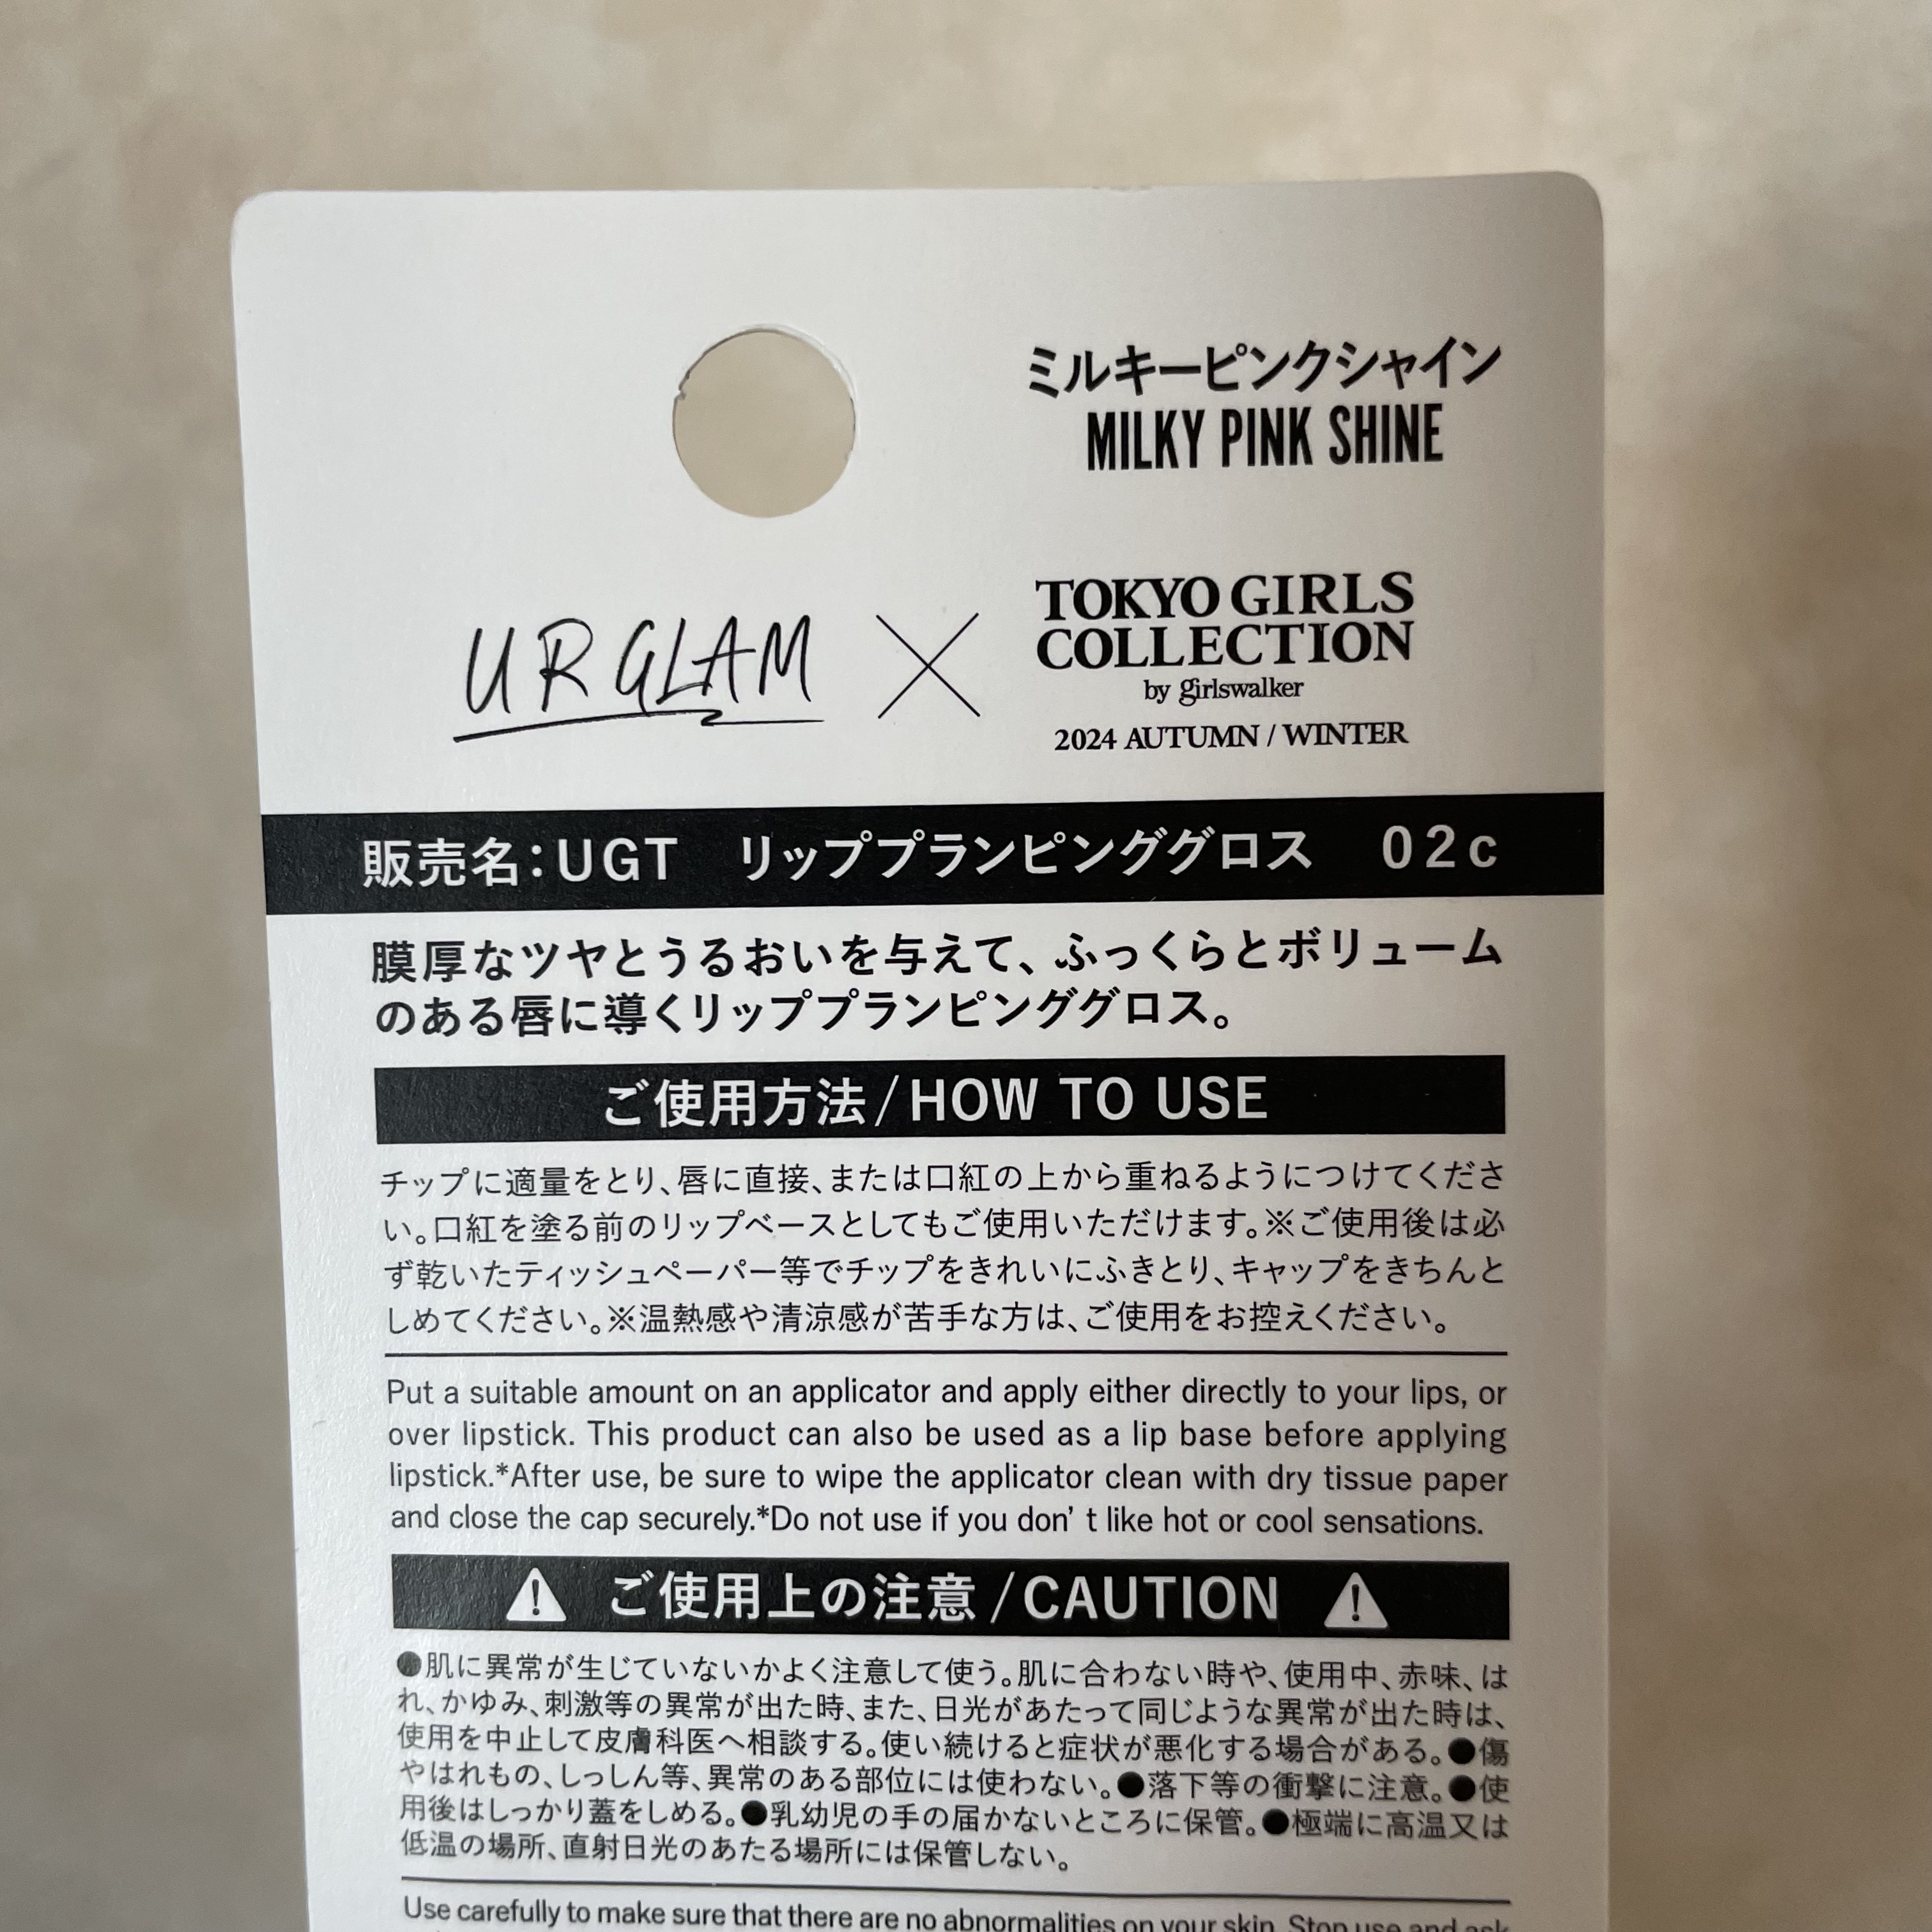 ミルキーピンクシャイン
MILKY PINK SHINE
UR GLAM × TOKYO GIRLS
COLLECTION
by girlswalker
2024 AUTUMN / WINTER
販売名:UGT リッププランピンググロス 02c
膜厚なツヤとうるおいを与えて、ふっくらとボリューム
のある唇に導くリッププランピンググロス。
ご使用方法/HOW TO USE
チップに適量をとり、唇に直接、または口紅の上から重ねるようにつけてくださ
い。口紅を塗る前のリップベースとしてもご使用いただけます。※ご使用後は必
ず乾いたティッシュペーパー等でチップをきれいにふきとり、キャップをきちんと
しめてください。※温熱感や清涼感が苦手な方は、ご使用をお控えください。
Put a suitable amount on an applicator and apply either directly to your lips, or
over lipstick. This product can also be used as a lip base before applying
lipstick.*After use, be sure to wipe the applicator clean with dry tissue paper
and close the cap securely.*Do not use if you don’ t like hot or cool sensations.
ご使用上の注意/CAUTION
●肌に異常が生じていないかよく注意して使う。肌に合わない時や、使用中、赤味、は
れ、かゆみ、刺激等の異常が出た時、また、日光があたって同じような異常が出た時は、
使用を中止して皮膚科医へ相談する。使い続けると症状が悪化する場合がある。●傷
やはれもの、しっしん等、異常のある部位には使わない。●落下等の衝撃に注意。●使
用後はしっかり蓋をしめる。●乳幼児の手の届かないところに保管。●極端に高温又は
低温の場所、直射日光のあたる場所には保管しない。
Use carefully to make sure that there are no abnormalities on your skin. Stop use and ask